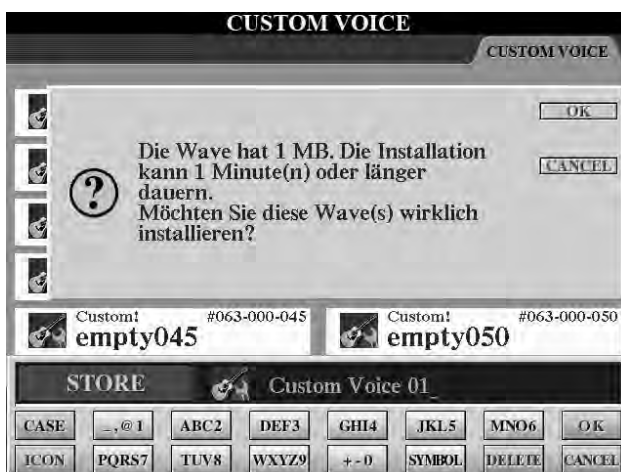 CUSTOM VOICE
CUSTOM VOICE
OK
Die Wave hat 1 MB. Die Installation
kann 1 Minute(n) oder länger
dauern.
Möchten Sie diese Wave(s) wirklich
installieren?
CANCEL
Custom! #063-000-045
empty045
Custom! #063-000-050
empty050
STORE Custom Voice 01_
CASE _,@1 ABC2 DEF3 GHI4 JKL5 MNO6 OK
ICON PQRS7 TUV8 WXYZ9 +-0 SYMBOL DELETE CANCEL